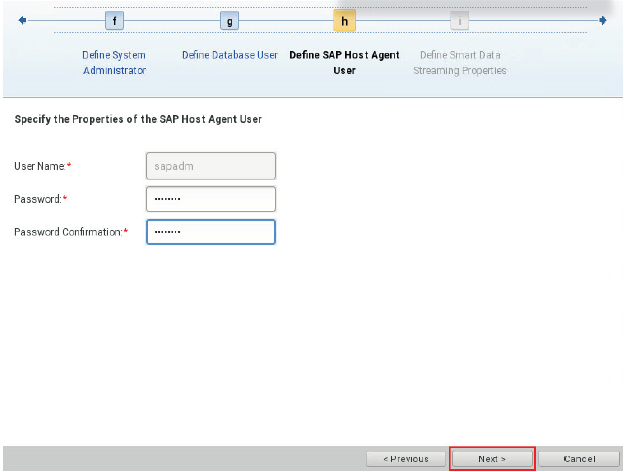 f g h i
Define System Define Database User Define SAP Host Agent Define Smart Data
Administrator User Streaming Properties
Specify the Properties of the SAP Host Agent User
User Name:* sapadm
Password:* ••••••••
Password Confirmation:* ••••••••
< Previous Next > Cancel